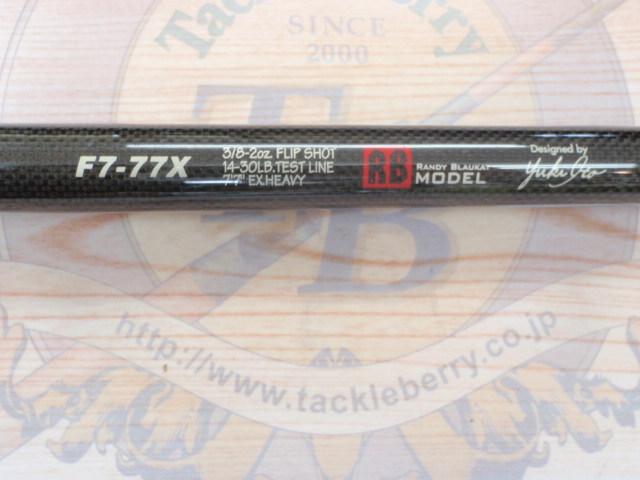 Tackleberry
SINCE
2000
TB
F7-77X
3/8-2oz. FLIP SHOT
14-30LB.TEST LINE
7'7" EX.HEAVY
RB
RANDY BLAUKAT
MODEL
Designed by
Yuki Ito
http://
www.tackleberry.co.jp